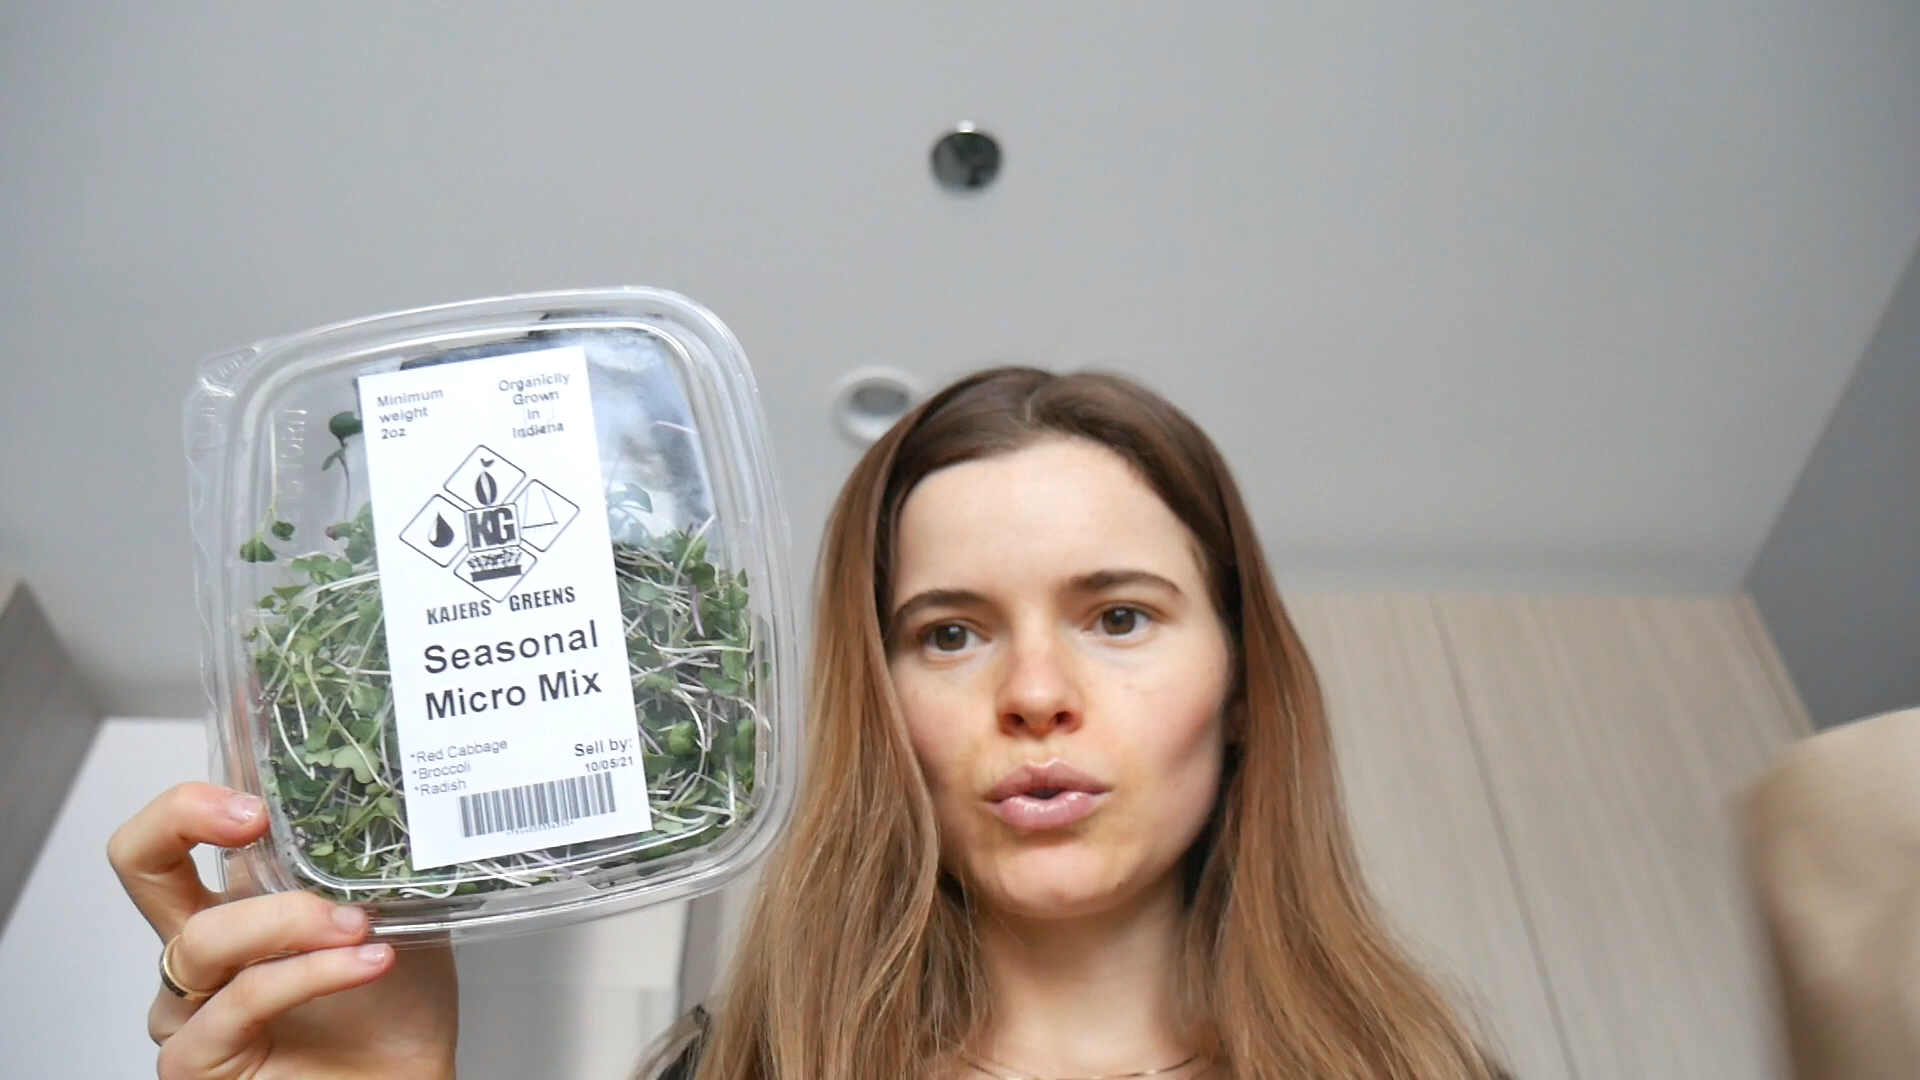 Minimum
weight
2oz
Organiclly
Grown
In
Indiana
KG
KAJERS GREENS
Seasonal
Micro Mix
*Red Cabbage
*Broccoli
*Radish
Sell by:
10/05/21